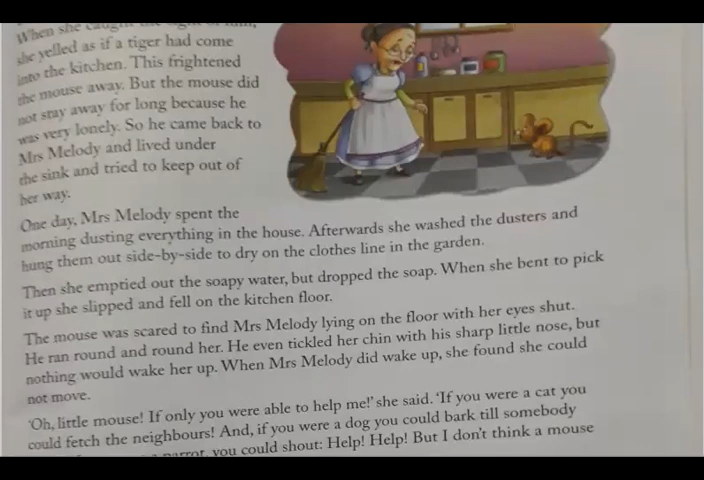 When she caught the sight of him,
she yelled as if a tiger had come
into the kitchen. This frightened
the mouse away. But the mouse did
not stay away for long because he
was very lonely. So he came back to
Mrs Melody and lived under
the sink and tried to keep out of
her way.
One day, Mrs Melody spent the
morning dusting everything in the house. Afterwards she washed the dusters and
hung them out side-by-side to dry on the clothes line in the garden.
Then she emptied out the soapy water, but dropped the soap. When she bent to pick
it up she slipped and fell on the kitchen floor.
The mouse was scared to find Mrs Melody lying on the floor with her eyes shut.
He ran round and round her. He even tickled her chin with his sharp little nose, but
nothing would wake her up. When Mrs Melody did wake up, she found she could
not move.
'Oh, little mouse! If only you were able to help me!' she said. 'If you were a cat you
could fetch the neighbours! And, if you were a dog you could bark till somebody
parrot, you could shout: Help! Help! But I don't think a mouse